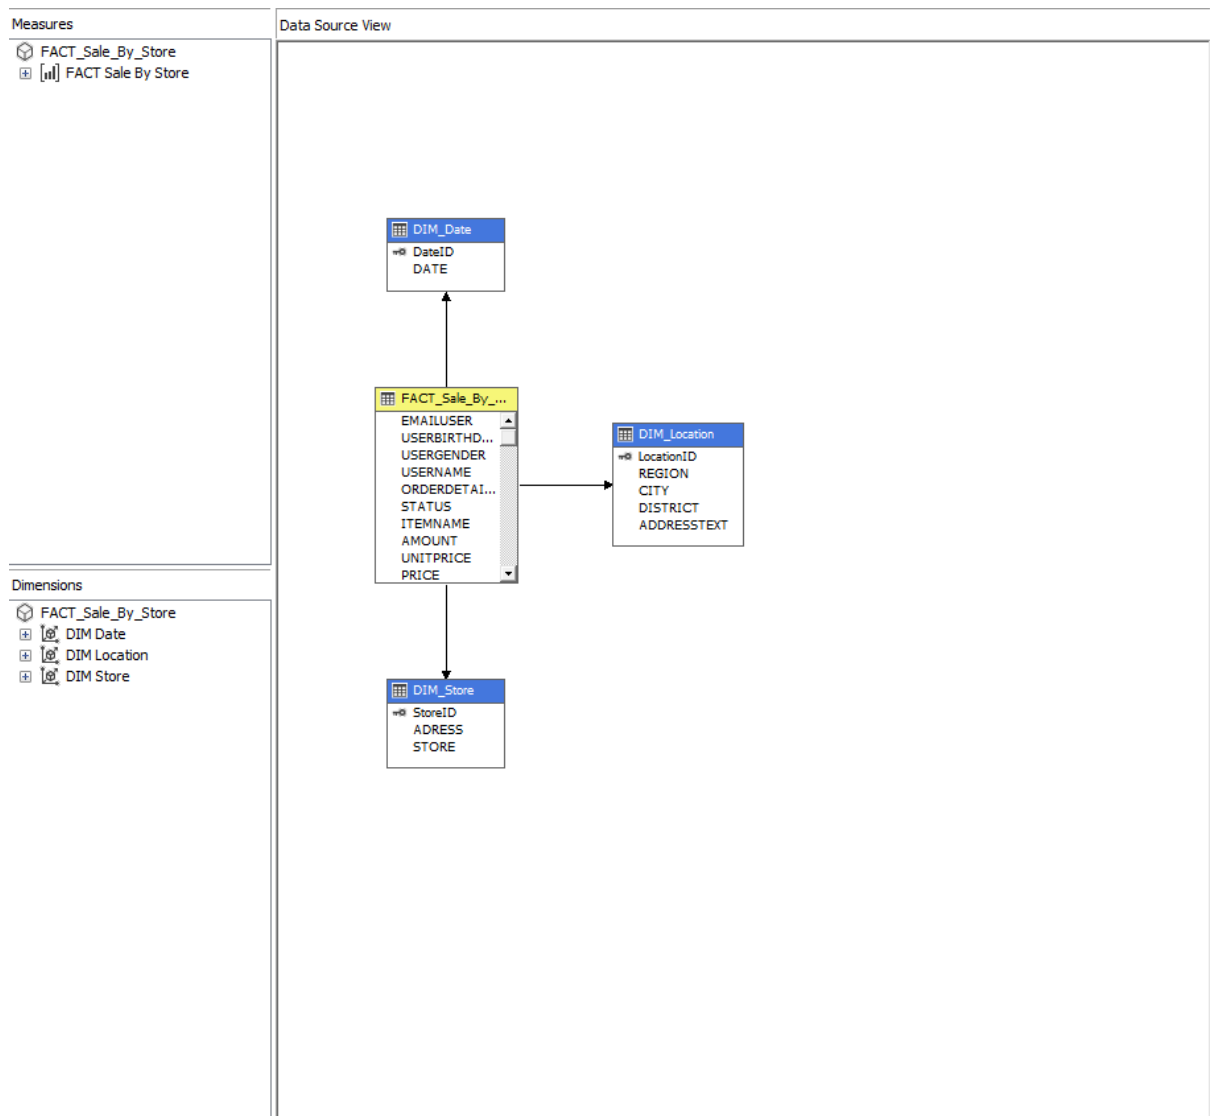 Measures
FACT_Sale_By_Store
FACT Sale By Store
Dimensions
FACT_Sale_By_Store
DIM Date
DIM Location
DIM Store
Data Source View
DIM_Date
DateID
DATE
FACT_Sale_By_...
EMAILUSER
USERBIRTHD...
USERGENDER
USERNAME
ORDERDETAI...
STATUS
ITEMNAME
AMOUNT
UNITPRICE
PRICE
DIM_Location
LocationID
REGION
CITY
DISTRICT
ADDRESSTEXT
DIM_Store
StoreID
ADRESS
STORE